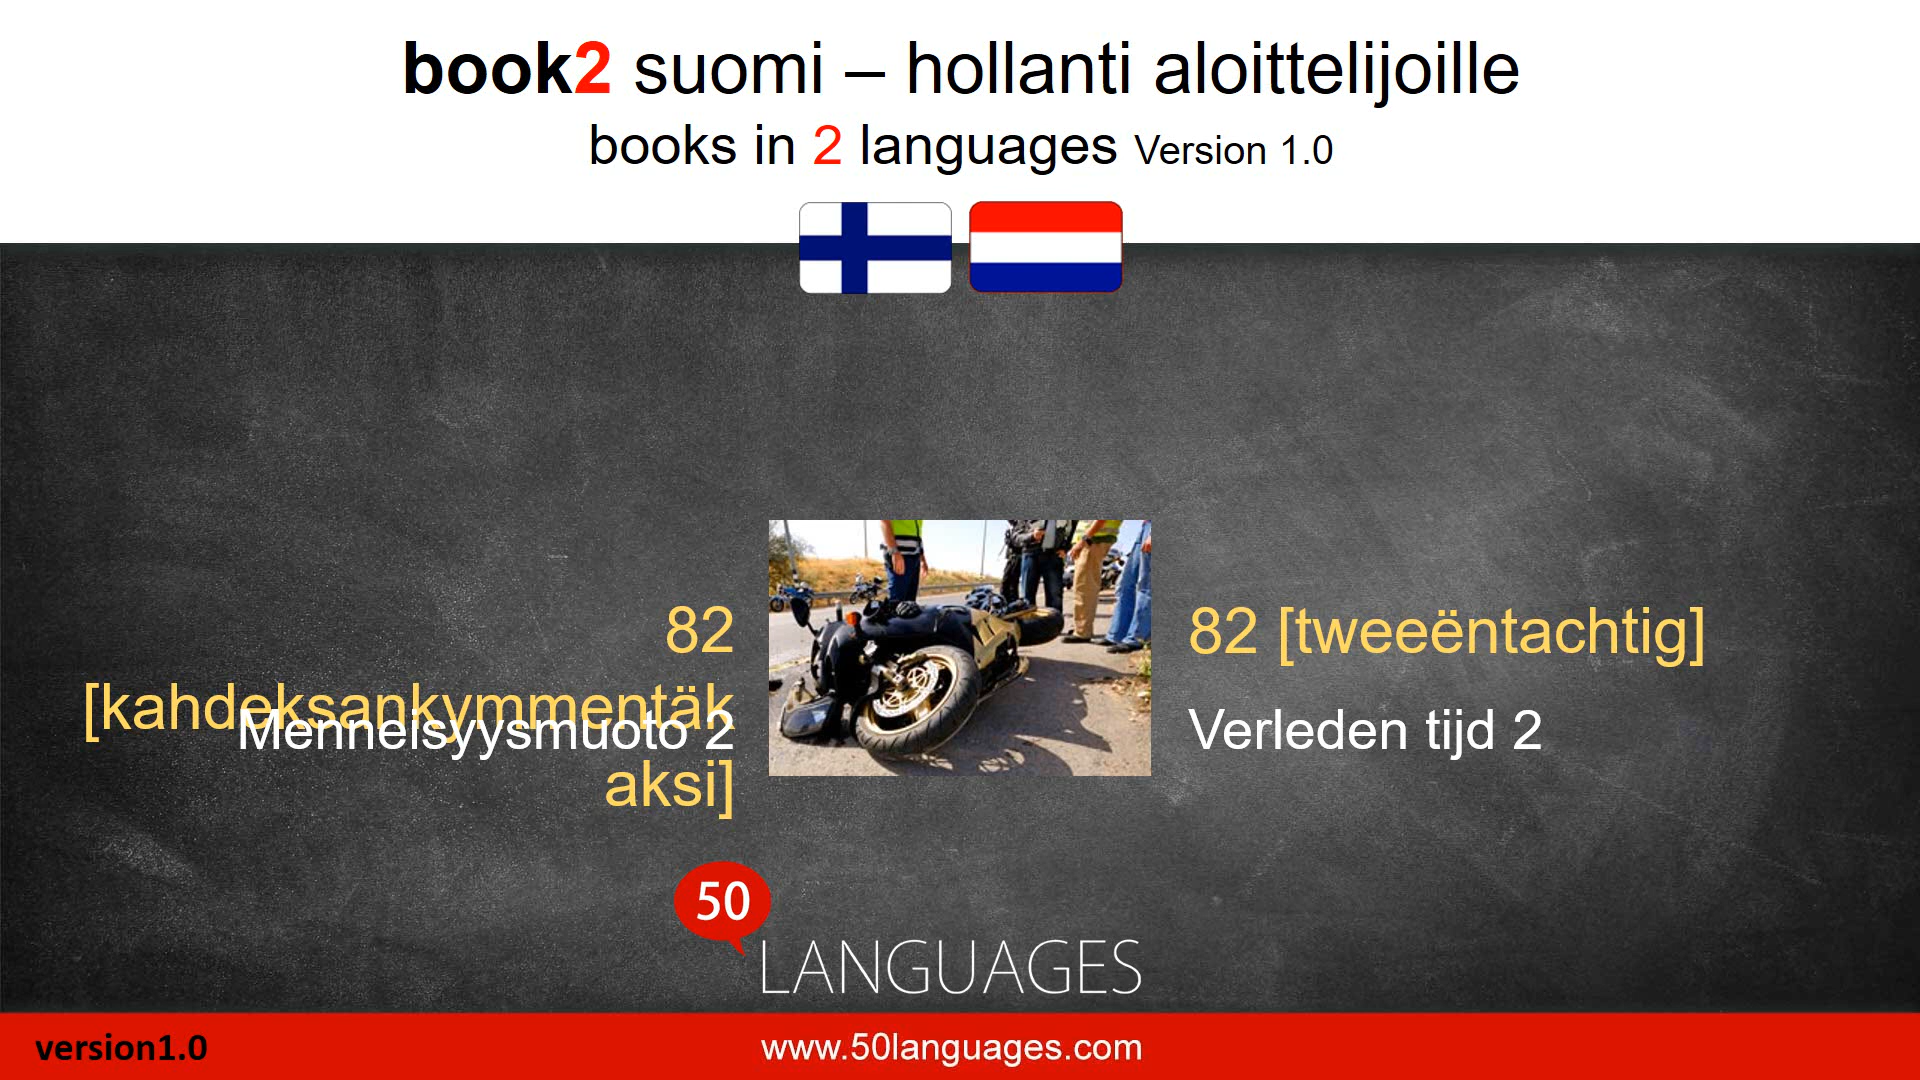 book2 suomi – hollanti aloittelijoille
books in 2 languages Version 1.0
82
[kahdeksankymmentäk
aksi]
Menneisyysmuoto 2
82 [tweeëntachtig]
Verleden tijd 2
50
LANGUAGES
version1.0
www.50languages.com